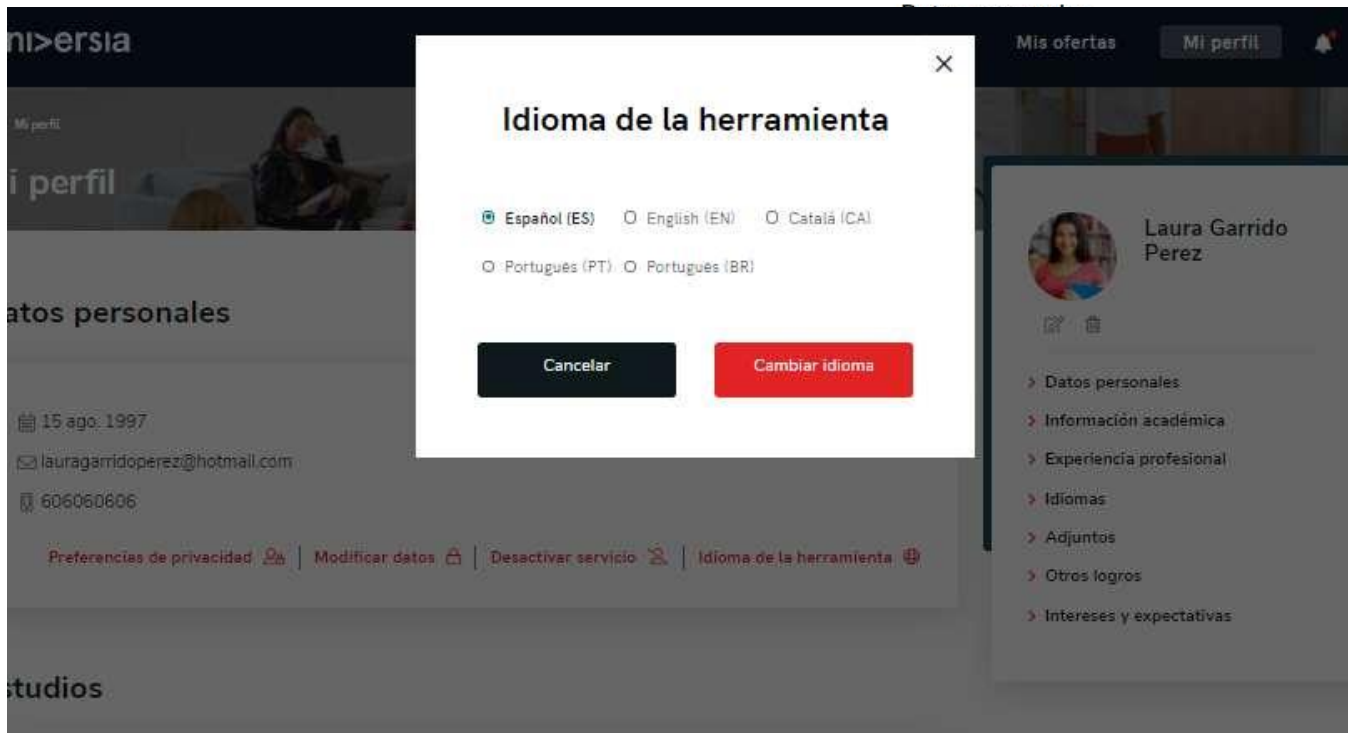 ni>ersia
Mis ofertas
Mi perfil
Mi perfil
i perfil
Idioma de la herramienta
Español (ES)
English (EN)
Català (CA)
Portugués (PT)
Portugués (BR)
Cancelar
Cambiar idioma
atos personales
15 ago. 1997
lauragarridoperez@hotmail.com
606060606
Preferencias de privacidad | Modificar datos | Desactivar servicio | Idioma de la herramienta
studios
Laura Garrido
Perez
> Datos personales
> Información académica
> Experiencia profesional
> Idiomas
> Adjuntos
> Otros logros
> Intereses y expectativas